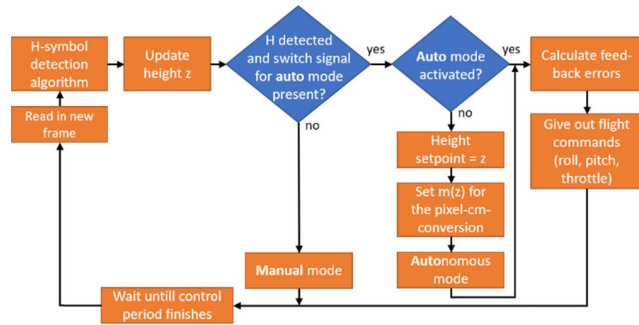 H-symbol
detection
algorithm
Update
height z
H detected
and switch signal
for auto mode
present?
yes
Auto mode
activated?
yes
Calculate feed-
back errors
Read in new
frame
no
no
Height
setpoint = z
Give out flight
commands
(roll, pitch,
throttle)
Set m(z) for
the pixel-cm-
conversion
Manual mode
Autonomous
mode
Wait untill control
period finishes